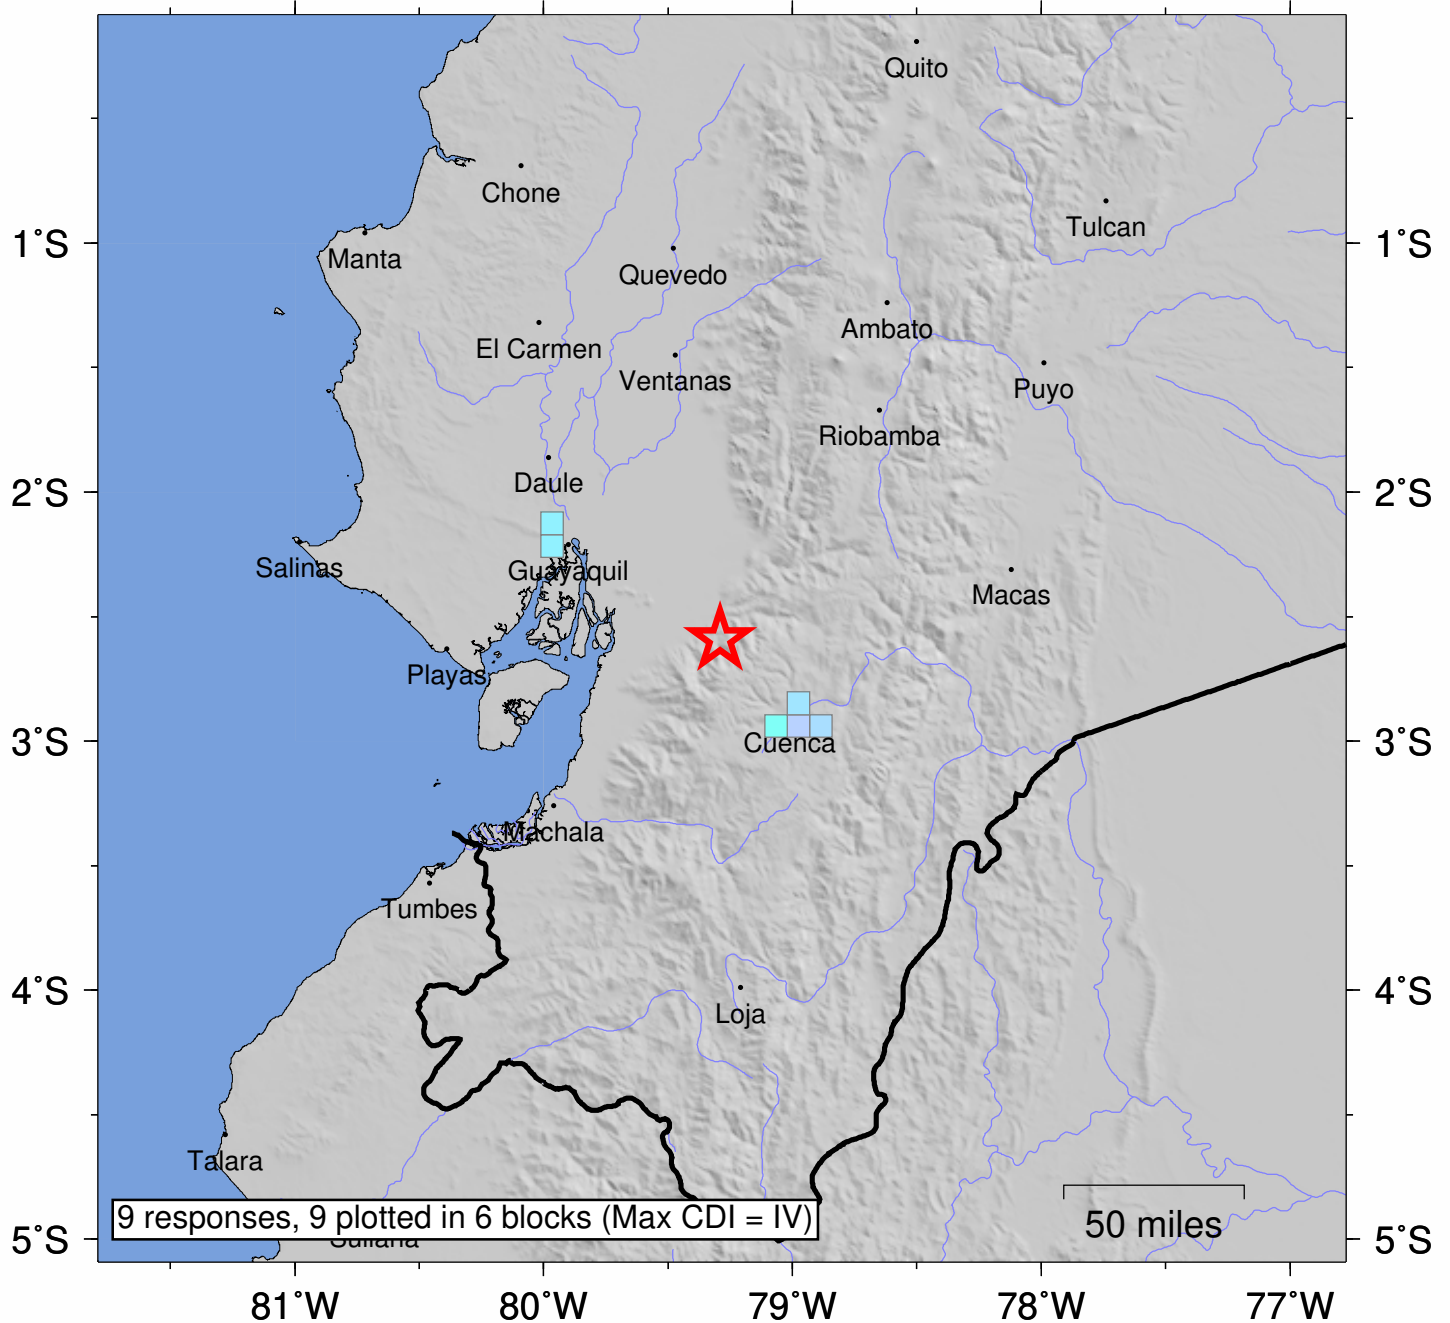 Quito
Chone
Tulcan
1°S
1°S
Manta
Quevedo
Ambato
El Carmen
Ventanas
Puyo
Riobamba
Daule
2°S
2°S
Salinas
Guayaquil
Macas
Playas
3°S
3°S
Cuenca
Machala
Tumbes
4°S
4°S
Loja
Talara
9 responses, 9 plotted in 6 blocks (Max CDI = IV)
50 miles
Sullana
5°S
5°S
81°W
80°W
79°W
78°W
77°W